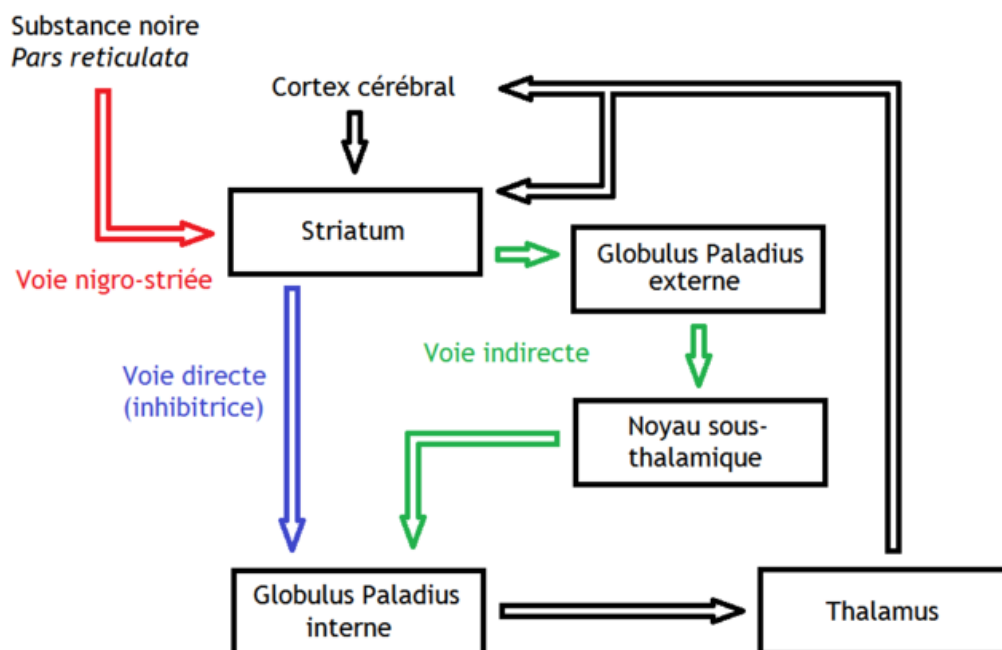 Substance noire
Pars reticulata
Cortex cérébral
Striatum
Globulus Paladius
externe
Voie nigro-striée
Voie indirecte
Voie directe
(inhibitrice)
Noyau sous-
thalamique
Globulus Paladius
interne
Thalamus